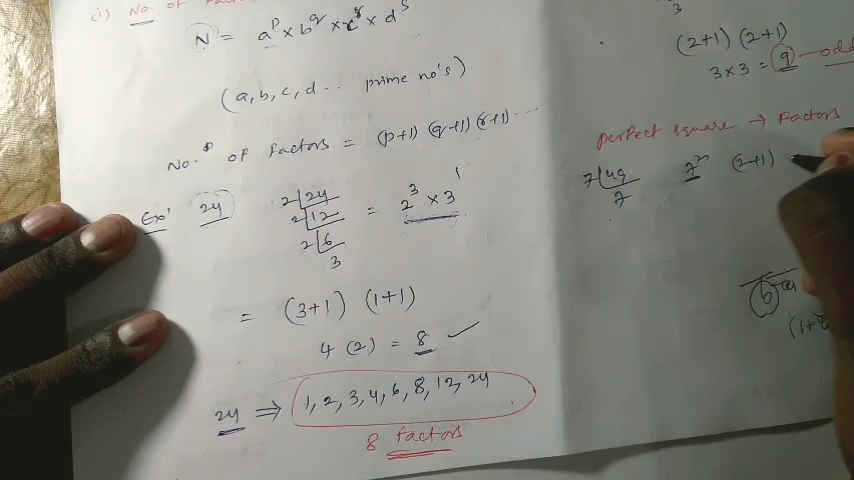 (i) No. of
N = a^p × b^q × c^r × d^s
(a, b, c, d .. prime no's)
No. of factors = (p+1) (q+1) (r+1) ...
Ex' 24
2 | 24
2 | 12
2 | 6
3
= 2^3 × 3^1
= (3+1) (1+1)
4 (2) = 8 ✓
24 ⇒ 1, 2, 3, 4, 6, 8, 12, 24
8 factors
3
(2+1) (2+1)
3 × 3 = 9 — odd
perfect square → Factors
7 | 49
7
7^2 (2+1)